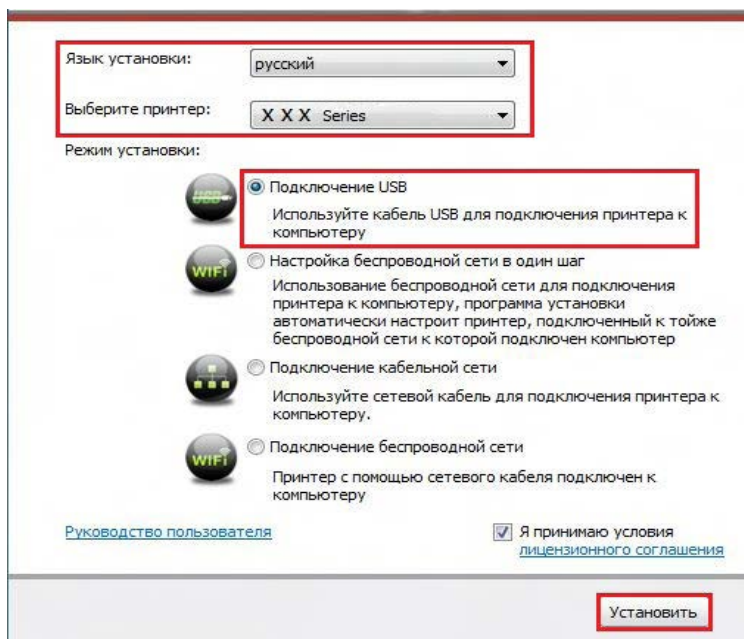 Язык установки:
русский
Выберите принтер:
X X X Series
Режим установки:
USB
Подключение USB
Используйте кабель USB для подключения принтера к
компьютеру
WiFi
Настройка беспроводной сети в один шаг
Использование беспроводной сети для подключения
принтера к компьютеру, программа установки
автоматически настроит принтер, подключенный к тойже
беспроводной сети к которой подключен компьютер
Подключение кабельной сети
Используйте сетевой кабель для подключения принтера к
компьютеру.
WiFi
Подключение беспроводной сети
Принтер с помощью сетевого кабеля подключен к
компьютеру
Руководство пользователя
Я принимаю условия
лицензионного соглашения
Установить